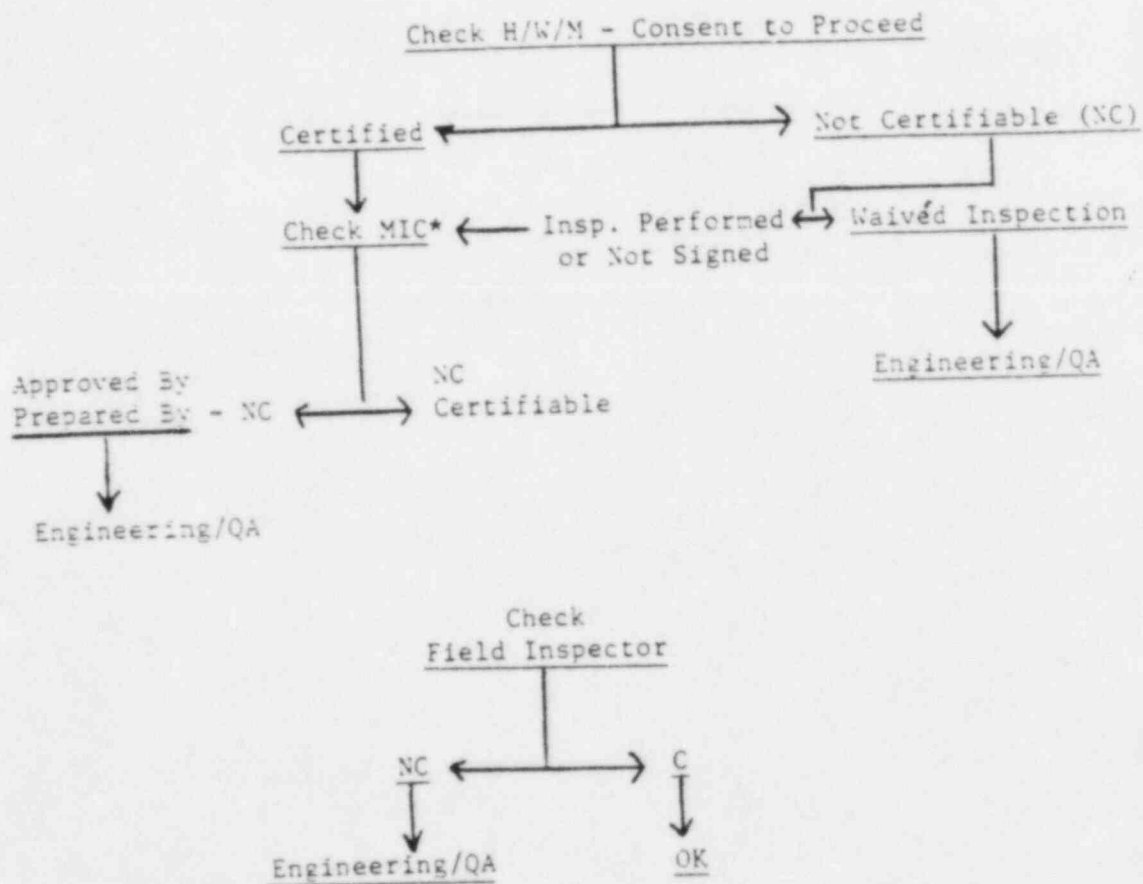 Check H/W/M - Consent to Proceed
Certified
Not Certifiable (NC)
Check MIC*
Insp. Performed
or Not Signed
Waived Inspection
Engineering/QA
Approved By
Prepared By - NC
NC
Certifiable
Engineering/QA
Check
Field Inspector
NC
C
Engineering/QA
OK